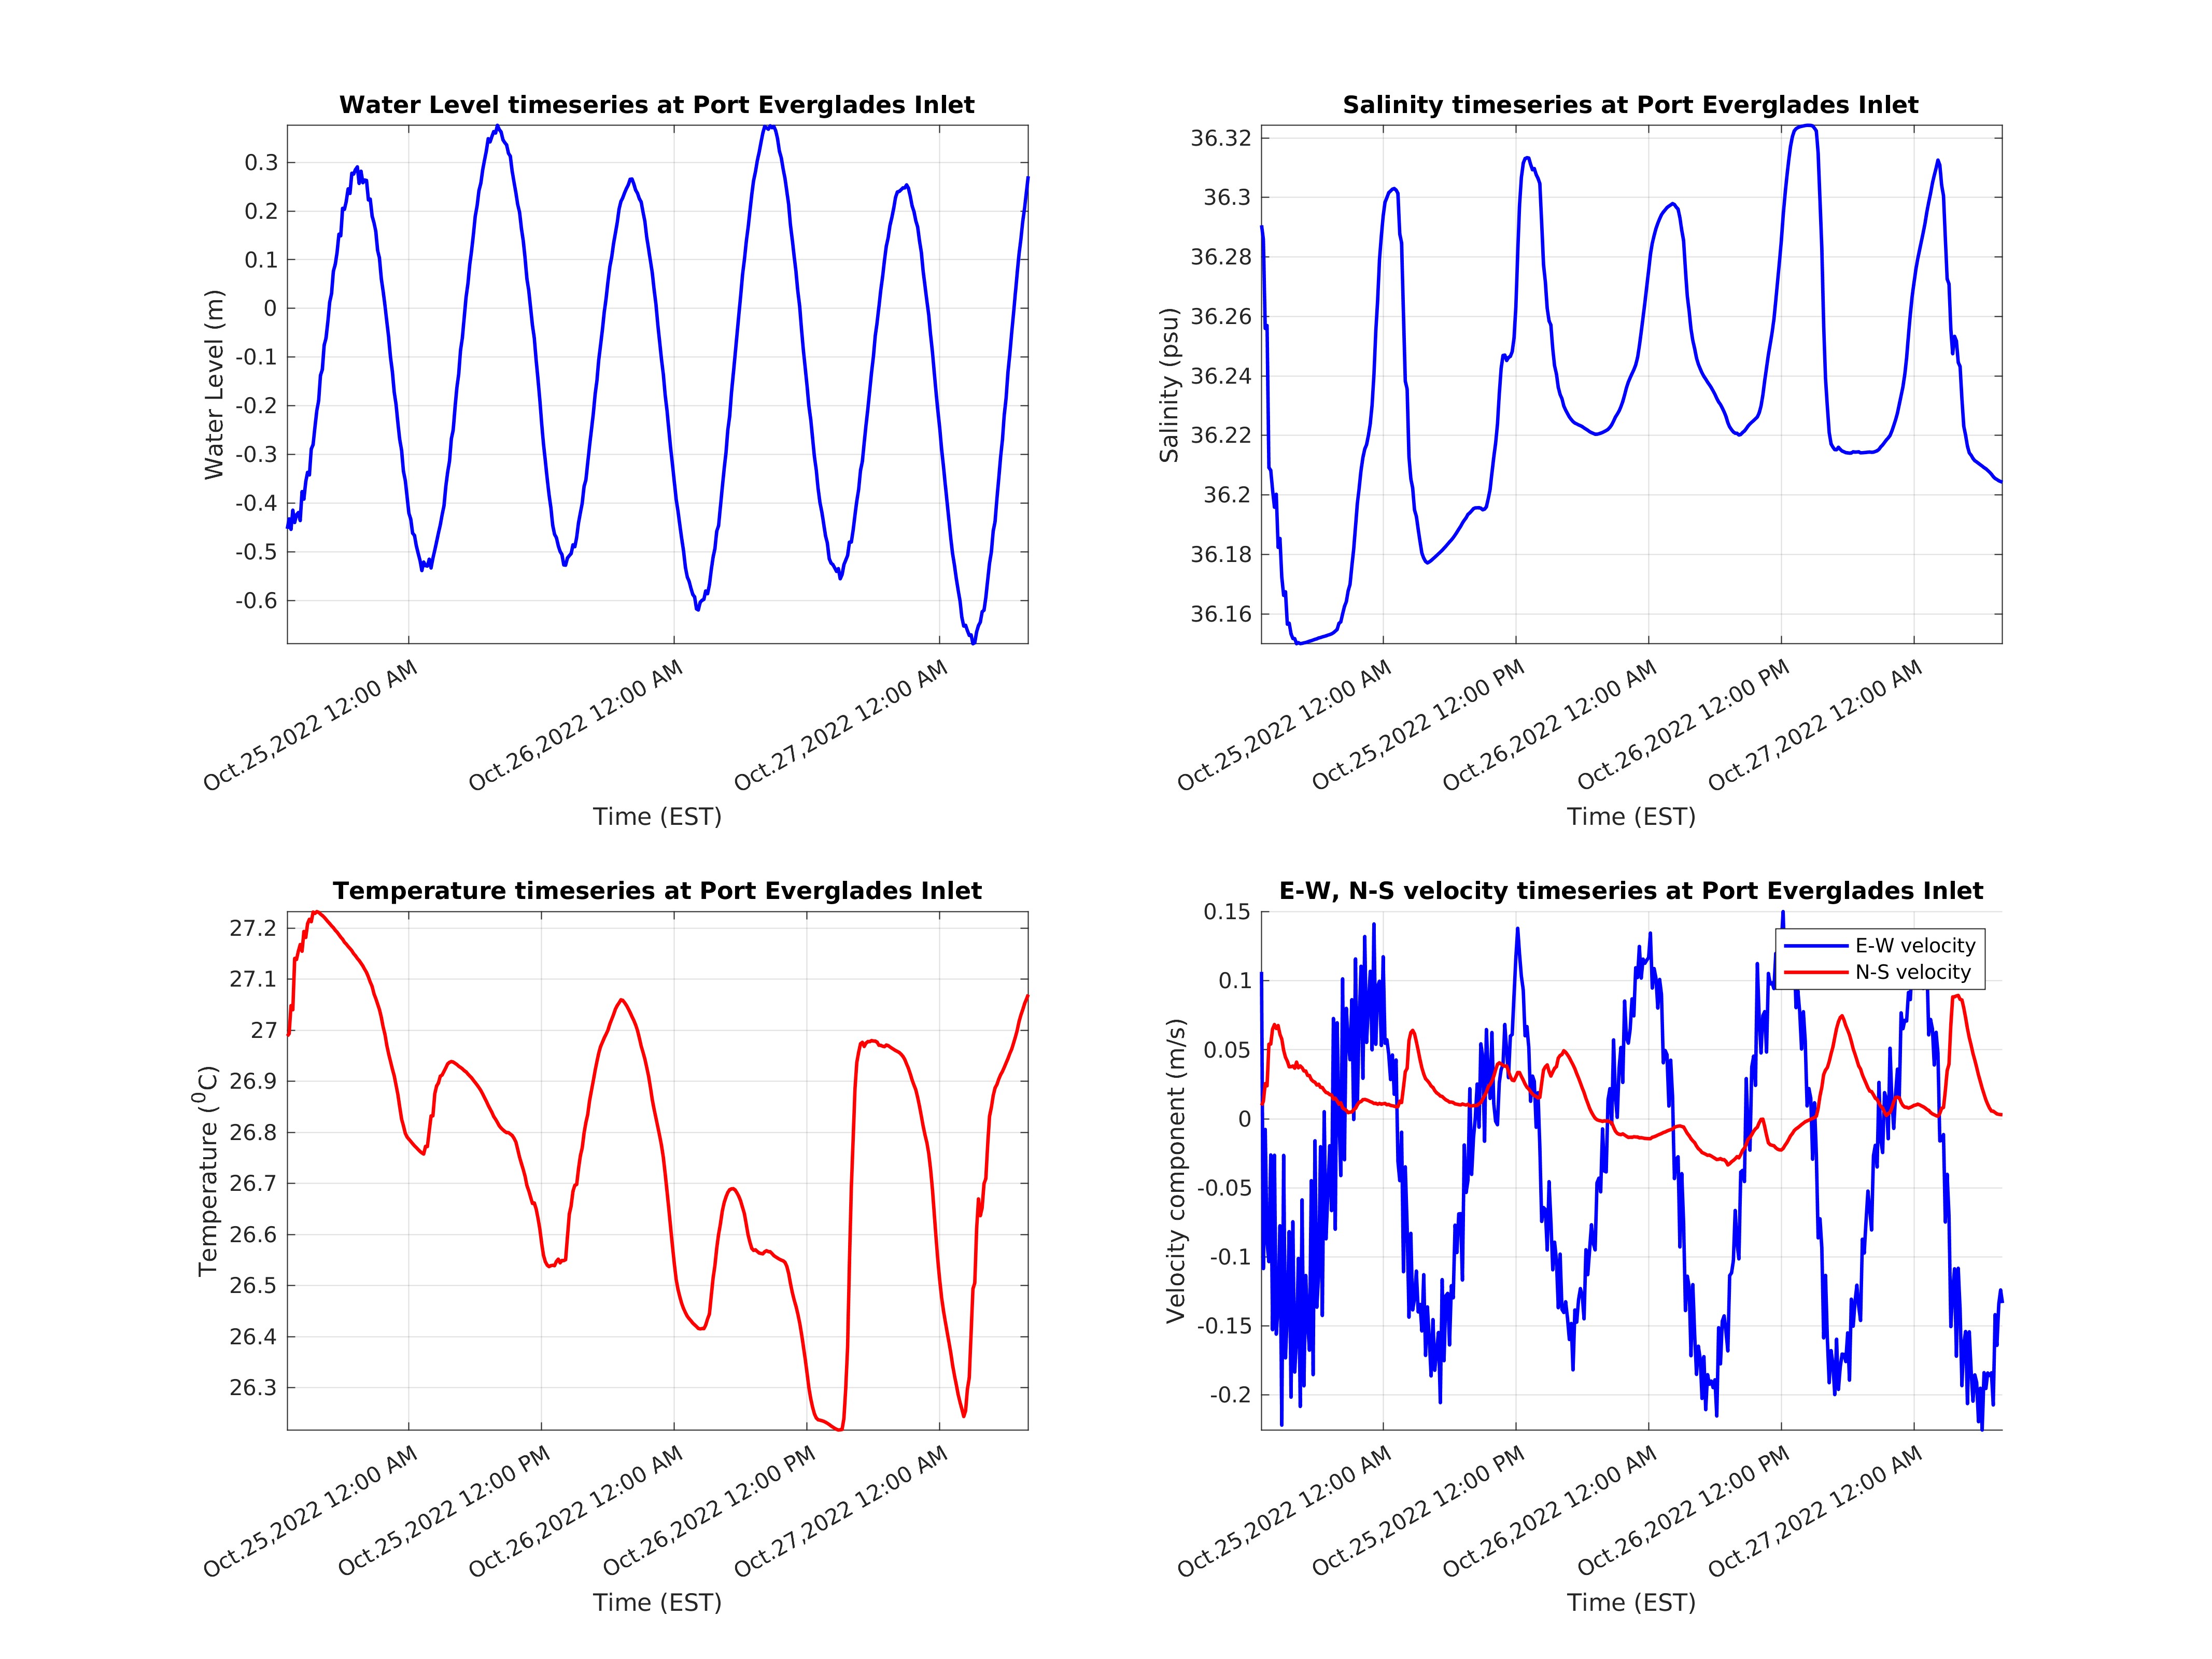 Water Level timeseries at Port Everglades Inlet
Water Level (m)
0.3
0.2
0.1
0
-0.1
-0.2
-0.3
-0.4
-0.5
-0.6
Oct.25,2022 12:00 AM
Oct.26,2022 12:00 AM
Oct.27,2022 12:00 AM
Time (EST)
Salinity timeseries at Port Everglades Inlet
Salinity (psu)
36.32
36.3
36.28
36.26
36.24
36.22
36.2
36.18
36.16
Oct.25,2022 12:00 AM
Oct.25,2022 12:00 PM
Oct.26,2022 12:00 AM
Oct.26,2022 12:00 PM
Oct.27,2022 12:00 AM
Time (EST)
Temperature timeseries at Port Everglades Inlet
Temperature (⁰C)
27.2
27.1
27
26.9
26.8
26.7
26.6
26.5
26.4
26.3
Oct.25,2022 12:00 AM
Oct.25,2022 12:00 PM
Oct.26,2022 12:00 AM
Oct.26,2022 12:00 PM
Oct.27,2022 12:00 AM
Time (EST)
E-W, N-S velocity timeseries at Port Everglades Inlet
Velocity component (m/s)
0.15
0.1
0.05
0
-0.05
-0.1
-0.15
-0.2
E-W velocity
N-S velocity
Oct.25,2022 12:00 AM
Oct.25,2022 12:00 PM
Oct.26,2022 12:00 AM
Oct.26,2022 12:00 PM
Oct.27,2022 12:00 AM
Time (EST)